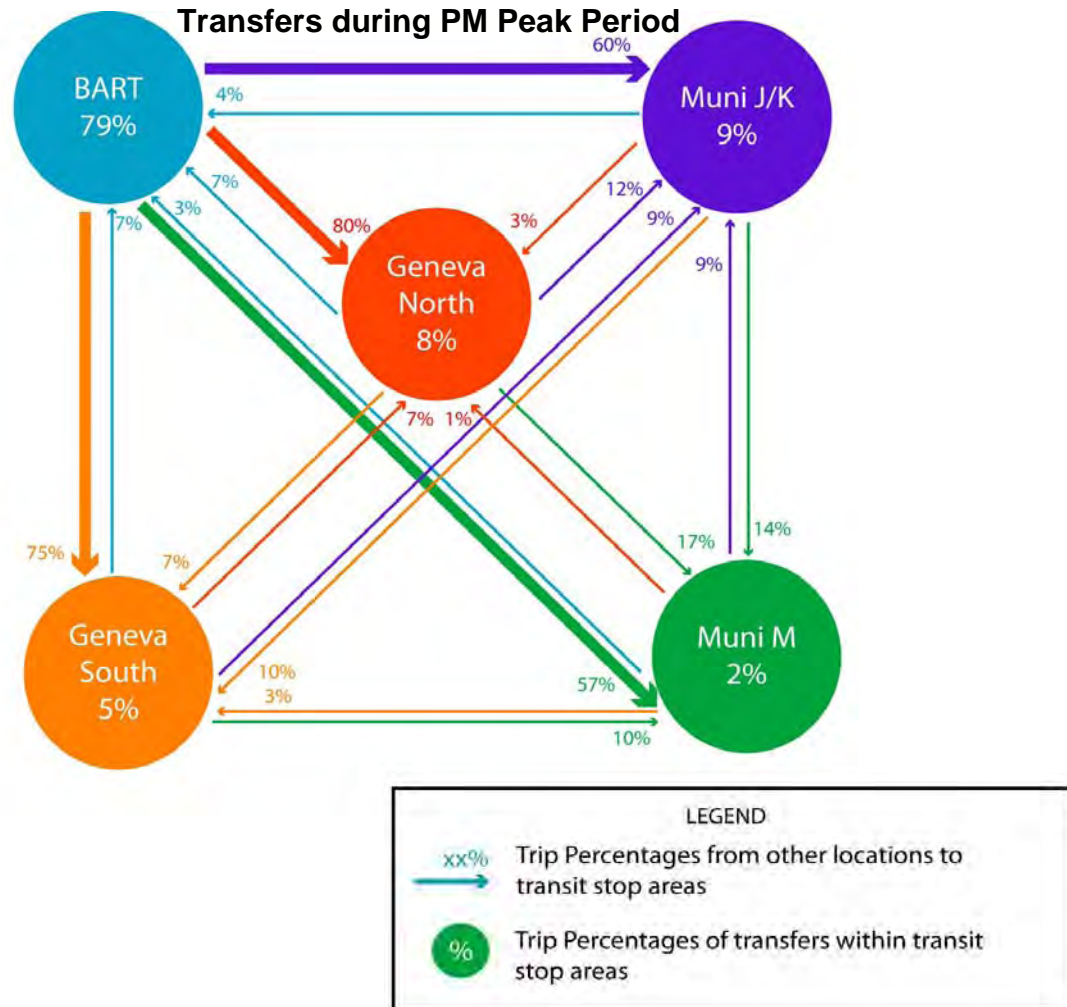 Transfers during PM Peak Period
60%
BART
79%
4%
Muni J/K
9%
7%
12%
7%
3%
80%
3%
9%
Geneva
North
8%
9%
7%
1%
75%
7%
17%
14%
Geneva
South
5%
10%
3%
57%
Muni M
2%
10%
LEGEND
xx%
Trip Percentages from other locations to
transit stop areas
%
Trip Percentages of transfers within transit
stop areas